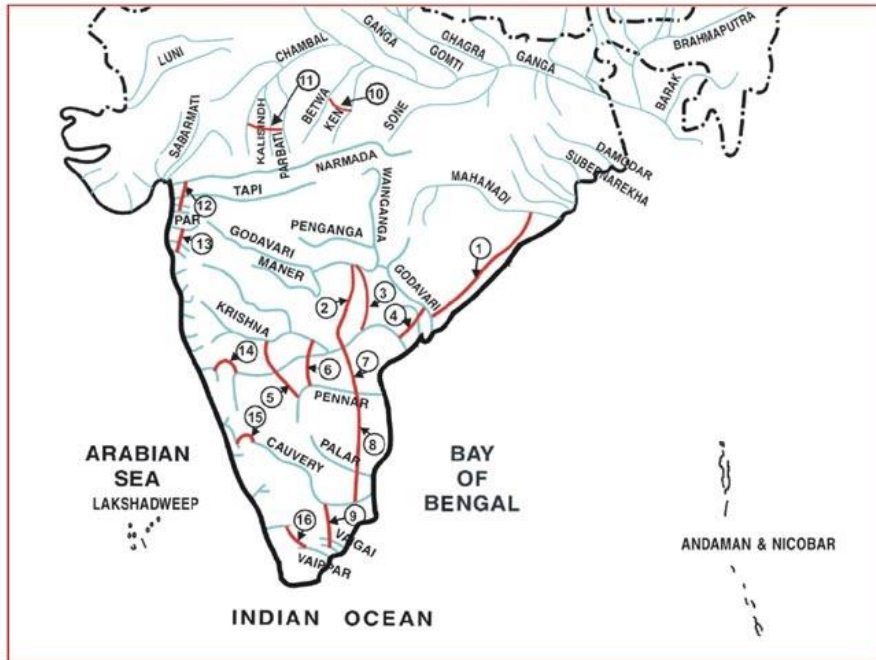 LUNI
CHAMBAL
GANGA
GOMTI
GHAGRA
GANGA
BRAHMAPUTRA
BARAK
11
10
SABARMATI
KALISINDH
PARBATI
BETWA
KEN
SONE
DAMODAR
SUBERNAREKHA
NARMADA
TAPI
WAINGANGA
MAHANADI
12
PAR
13
PENGANGA
GODAVARI
MANER
GODAVARI
1
2
3
4
KRISHNA
14
6
7
5
PENNAR
15
8
CAUVERY
PALAR
ARABIAN
SEA
LAKSHADWEEP
BAY
OF
BENGAL
16
9
VAIGAI
VAIPPAR
ANDAMAN & NICOBAR
INDIAN OCEAN